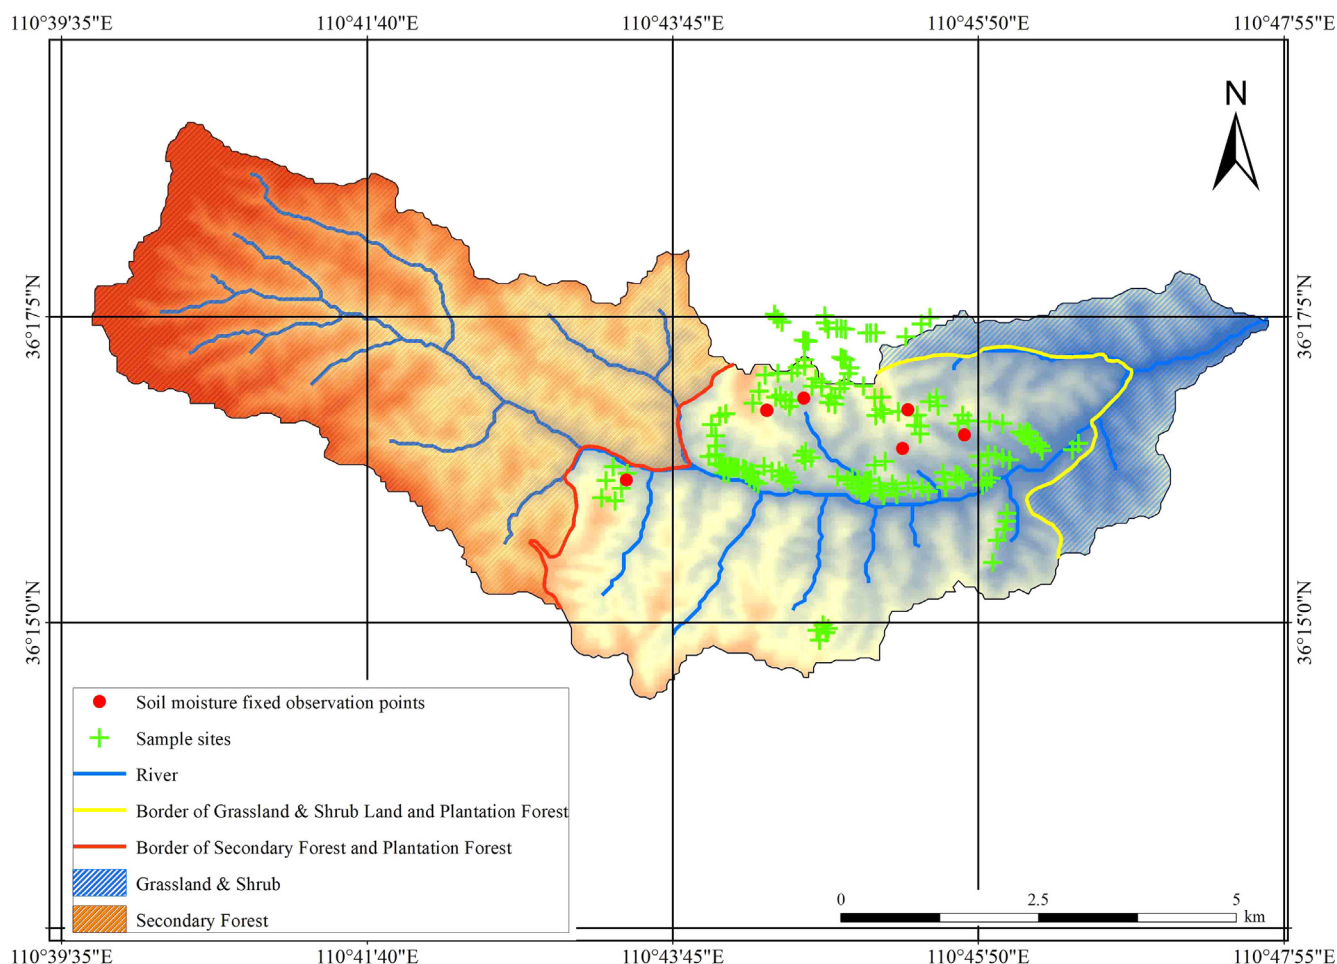 110°39'35"E 110°41'40"E 110°43'45"E 110°45'50"E 110°47'55"E
N
36°17'5"N 36°17'5"N
36°15'0"N 36°15'0"N
Soil moisture fixed observation points
Sample sites
River
Border of Grassland & Shrub Land and Plantation Forest
Border of Secondary Forest and Plantation Forest
Grassland & Shrub
Secondary Forest
0 2.5 5
km
110°39'35"E 110°41'40"E 110°43'45"E 110°45'50"E 110°47'55"E